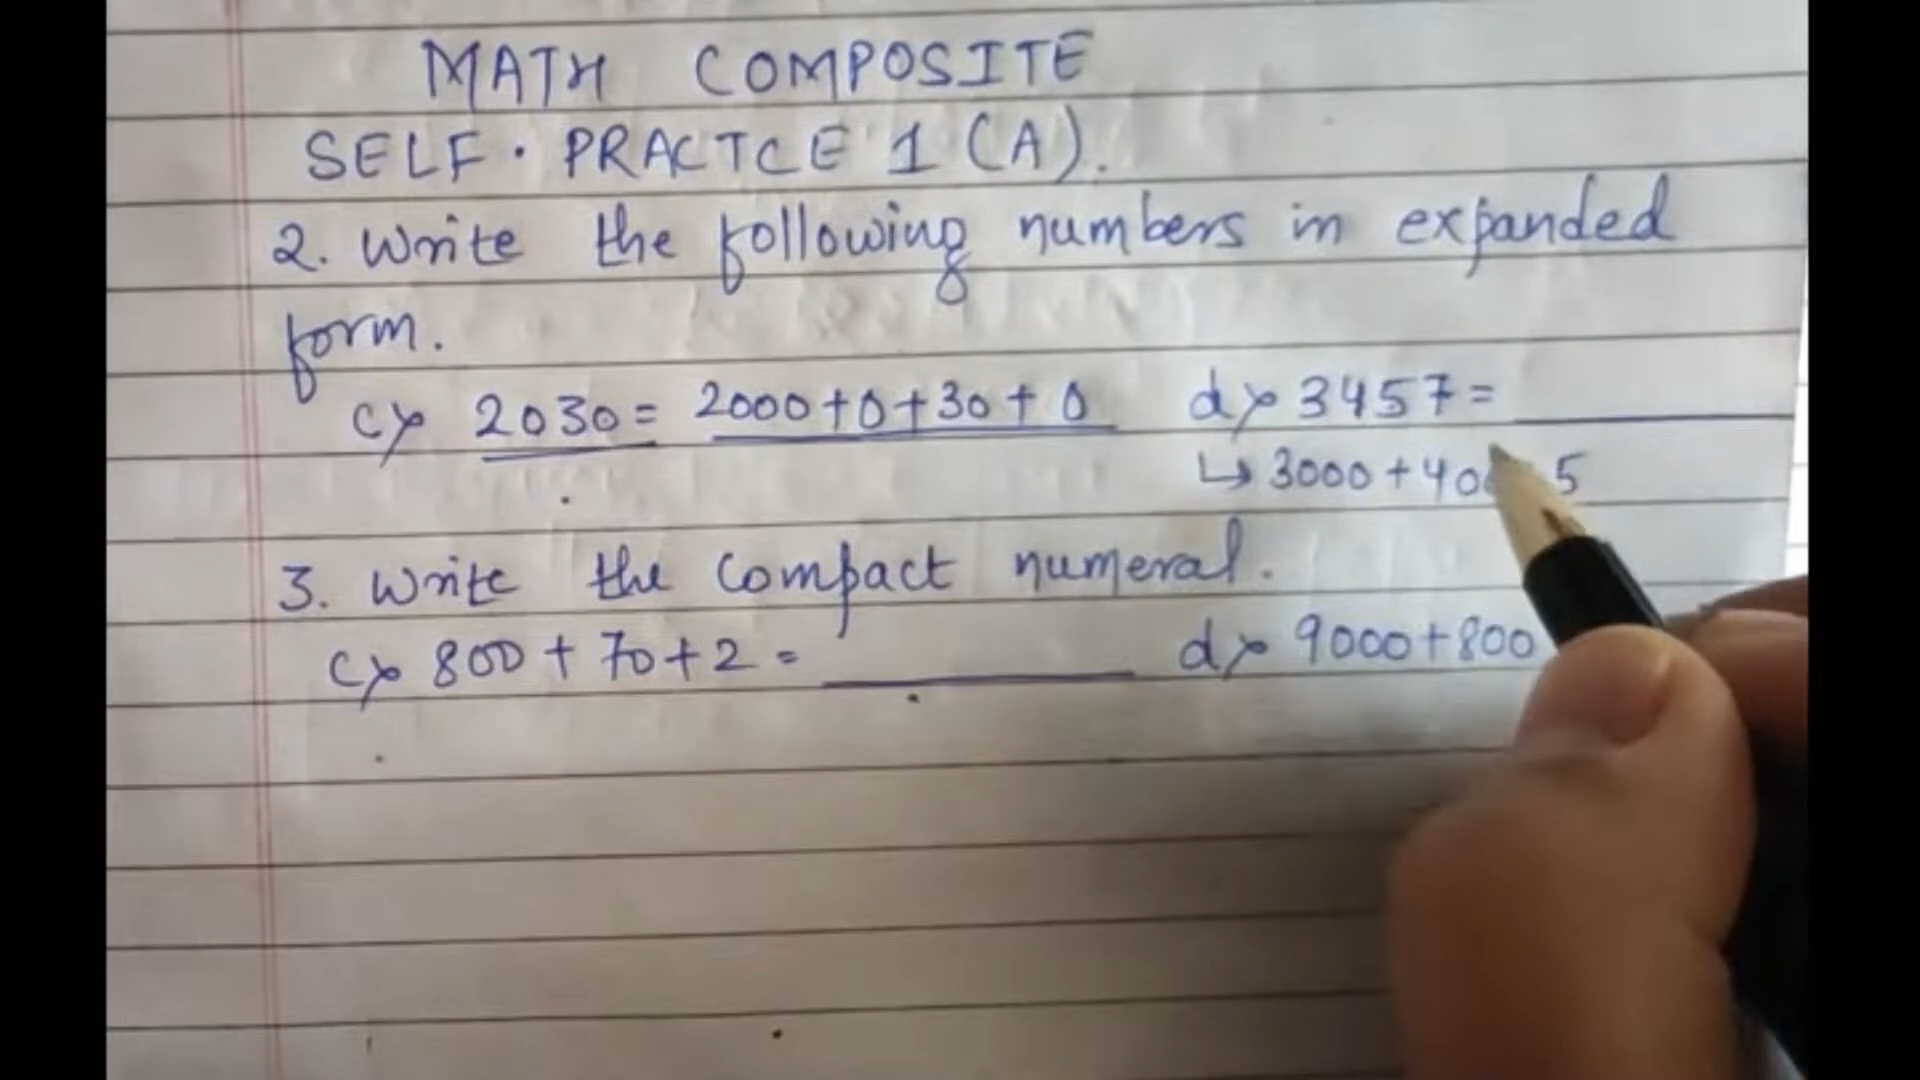 MATH COMPOSITE
SELF · PRACTCE 1 (A).
2. Write the following numbers in expanded
form.
c> 2030 = 2000+0+30+0 d> 3457 =
↳ 3000+40 5
3. Write the compact numeral.
c> 800+70+2 = d> 9000+800